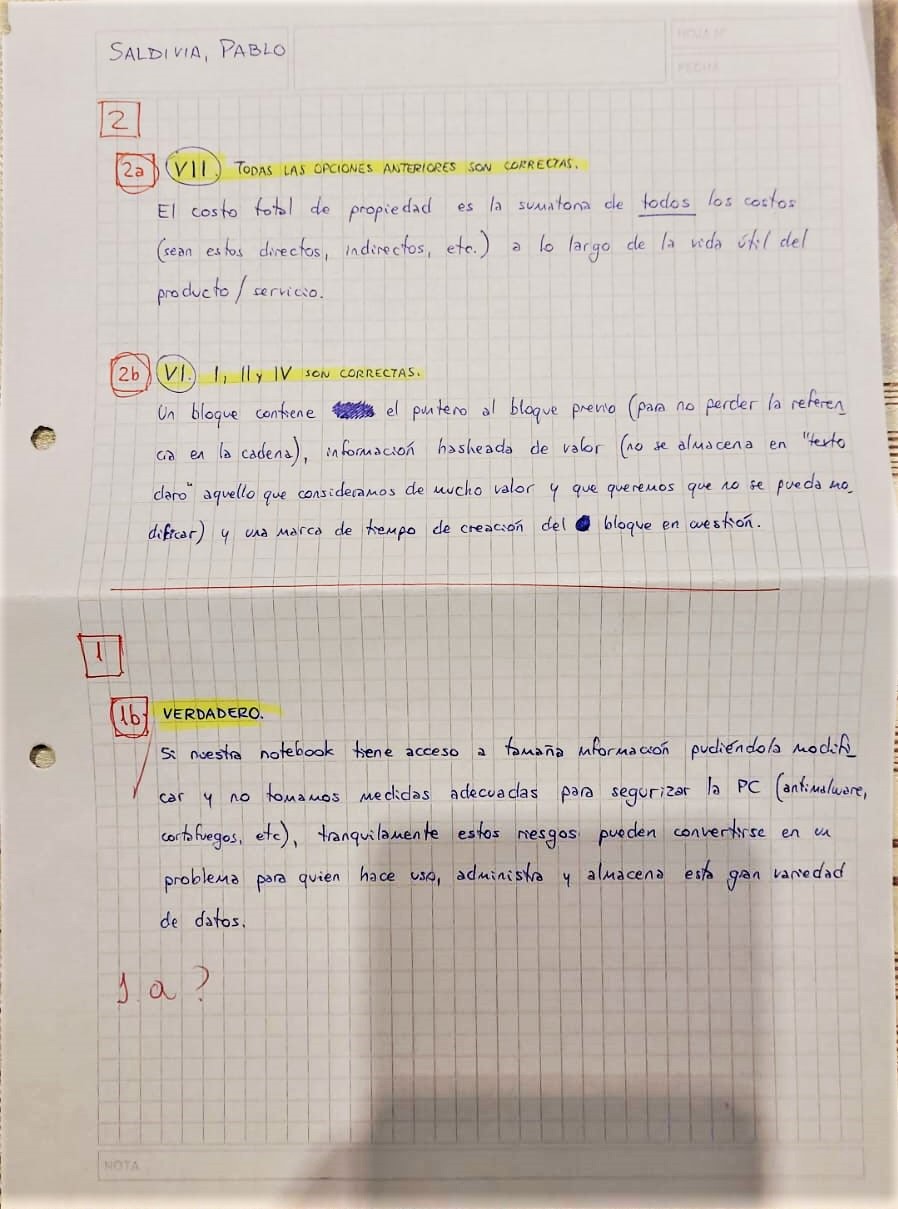 SALDIVIA, PABLO
HOJA Nº
FECHA
2
2a VII. TODAS LAS OPCIONES ANTERIORES SON CORRECTAS.
El costo total de propiedad es la sumatoria de todos los costos
(sean estos directos, indirectos, etc.) a lo largo de la vida útil del
producto/servicio.
2b VI. I, II y IV SON CORRECTAS.
Un bloque contiene el puntero al bloque previo (para no perder la referen
cia en la cadena), información hasheada de valor (no se almacena en "texto
claro" aquello que consideramos de mucho valor y que queremos que no se pueda mo_
dificar) y una marca de tiempo de creación del bloque en cuestión.
1
1b VERDADERO.
Si nuestra notebook tiene acceso a tamaña información pudiéndola modifi_
car y no tomamos medidas adecuadas para segurizar la PC (antimalware,
cortafuegos, etc), tranquilamente estos riesgos pueden convertirse en un
problema para quien hace uso, administra y almacena esta gran variedad
de datos.
1.a?
NOTA